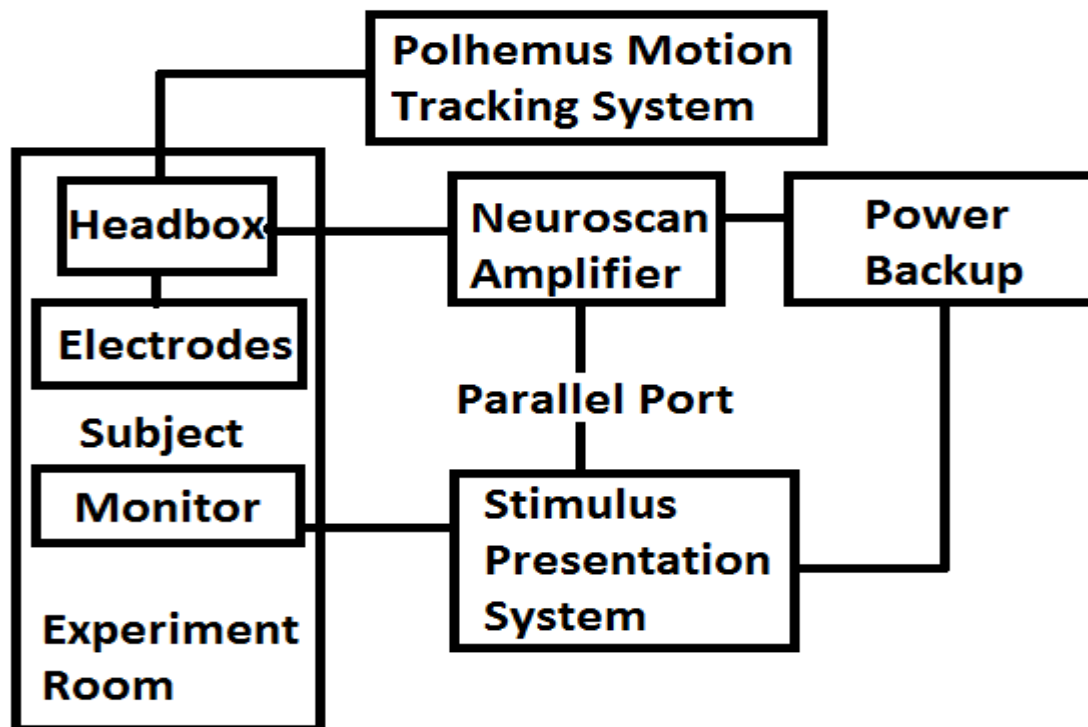 Polhemus Motion
Tracking System
Headbox
Neuroscan
Amplifier
Power
Backup
Electrodes
Parallel Port
Subject
Monitor
Stimulus
Presentation
System
Experiment
Room